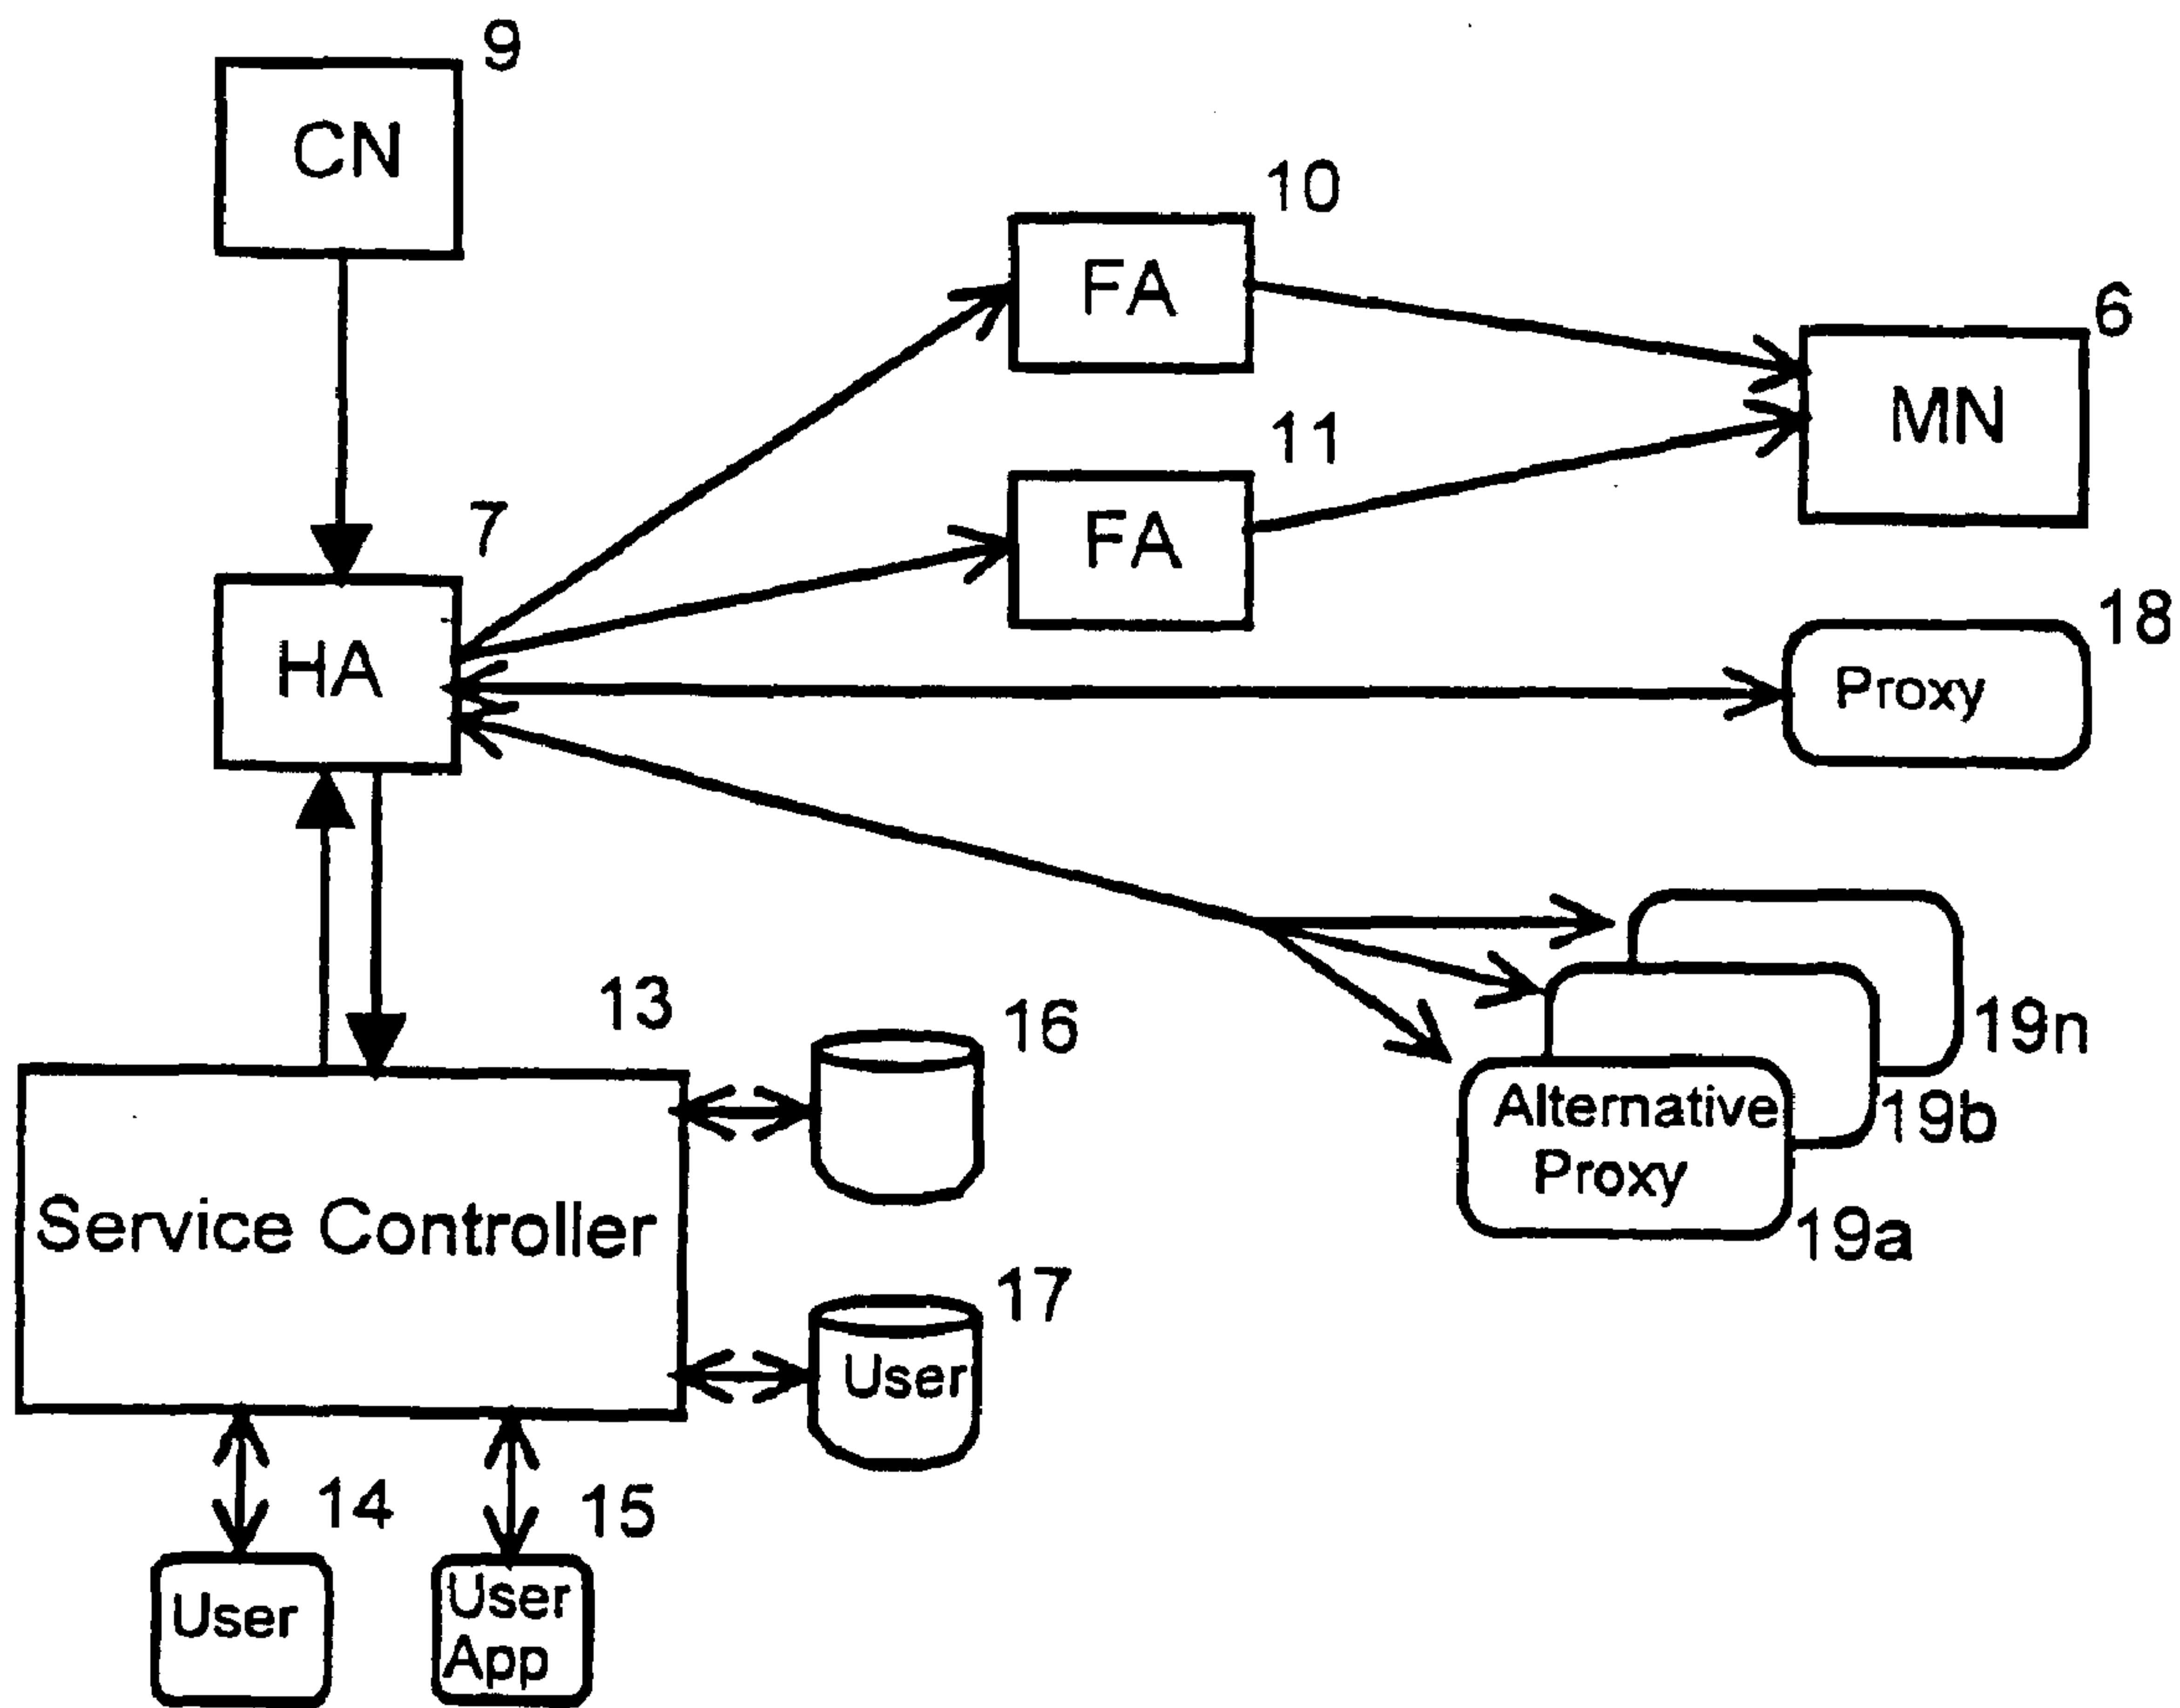 9
CN
10
FA
6
MN
11
FA
7
HA
18
Proxy
13
16
19n
Alternative
Proxy
19b
19a
Service Controller
17
User
14
15
User
User
App